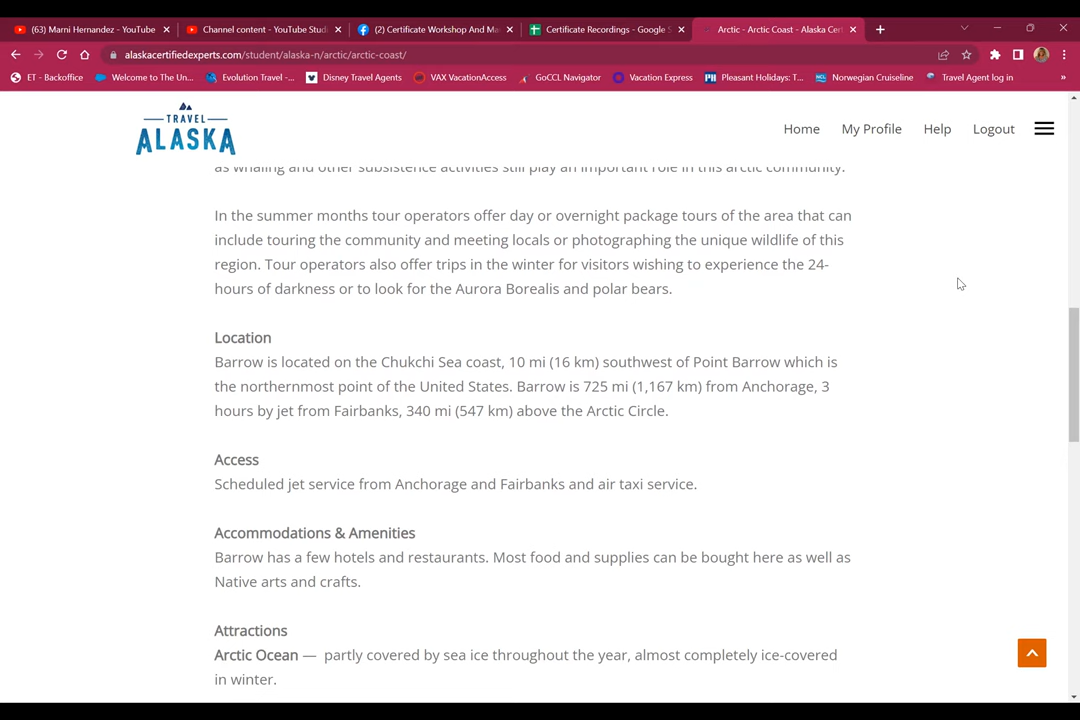 (63) Marni Hernandez - YouTube
Channel content - YouTube Studi
(2) Certificate Workshop And Ma
Certificate Recordings - Google S
Arctic - Arctic Coast - Alaska Cert
alaskacertifiedexperts.com/student/alaska-n/arctic/arctic-coast/
ET - Backoffice
Welcome to The Un...
Evolution Travel -...
Disney Travel Agents
VAX VacationAccess
GoCCL Navigator
Vacation Express
Pleasant Holidays: T...
Norwegian Cruiseline
Travel Agent log in
TRAVEL
ALASKA
Home
My Profile
Help
Logout
as whaling and other subsistence activities still play an important role in this arctic community.
In the summer months tour operators offer day or overnight package tours of the area that can
include touring the community and meeting locals or photographing the unique wildlife of this
region. Tour operators also offer trips in the winter for visitors wishing to experience the 24-
hours of darkness or to look for the Aurora Borealis and polar bears.
Location
Barrow is located on the Chukchi Sea coast, 10 mi (16 km) southwest of Point Barrow which is
the northernmost point of the United States. Barrow is 725 mi (1,167 km) from Anchorage, 3
hours by jet from Fairbanks, 340 mi (547 km) above the Arctic Circle.
Access
Scheduled jet service from Anchorage and Fairbanks and air taxi service.
Accommodations & Amenities
Barrow has a few hotels and restaurants. Most food and supplies can be bought here as well as
Native arts and crafts.
Attractions
Arctic Ocean — partly covered by sea ice throughout the year, almost completely ice-covered
in winter.